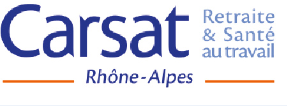 Carsat
Retraite
& Santé
au travail
Rhône-Alpes